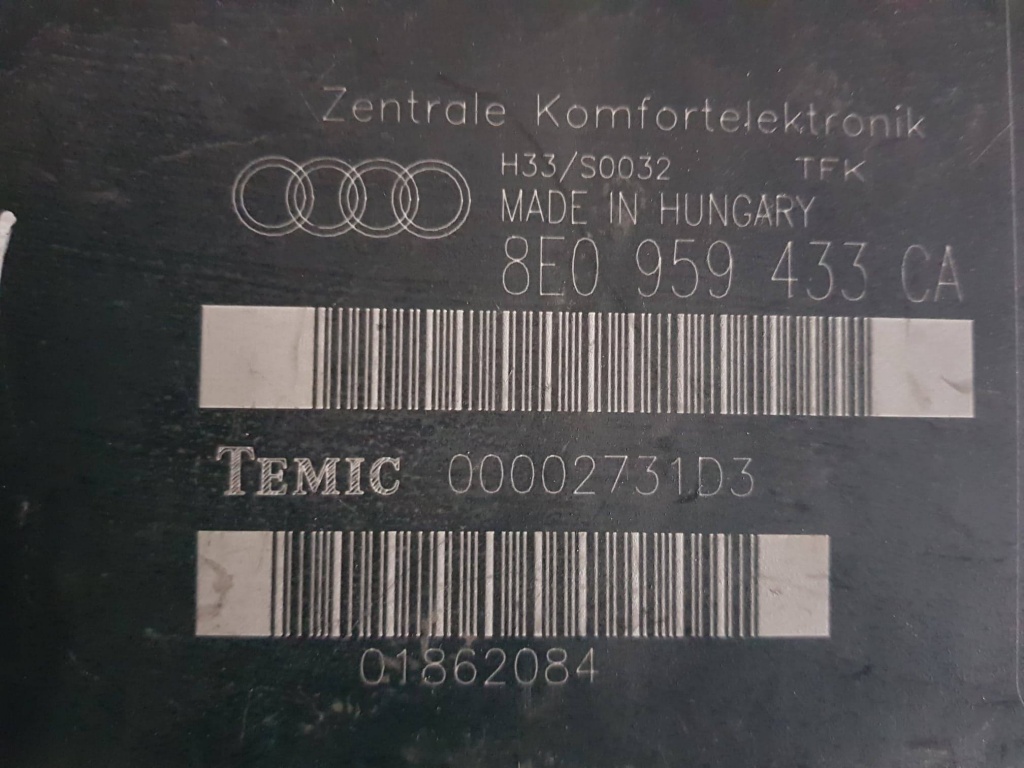 Zentrale Komfortelektronik
H33/S0032 TFK
MADE IN HUNGARY
8E0 959 433 CA
TEMIC 00002731D3
01862084